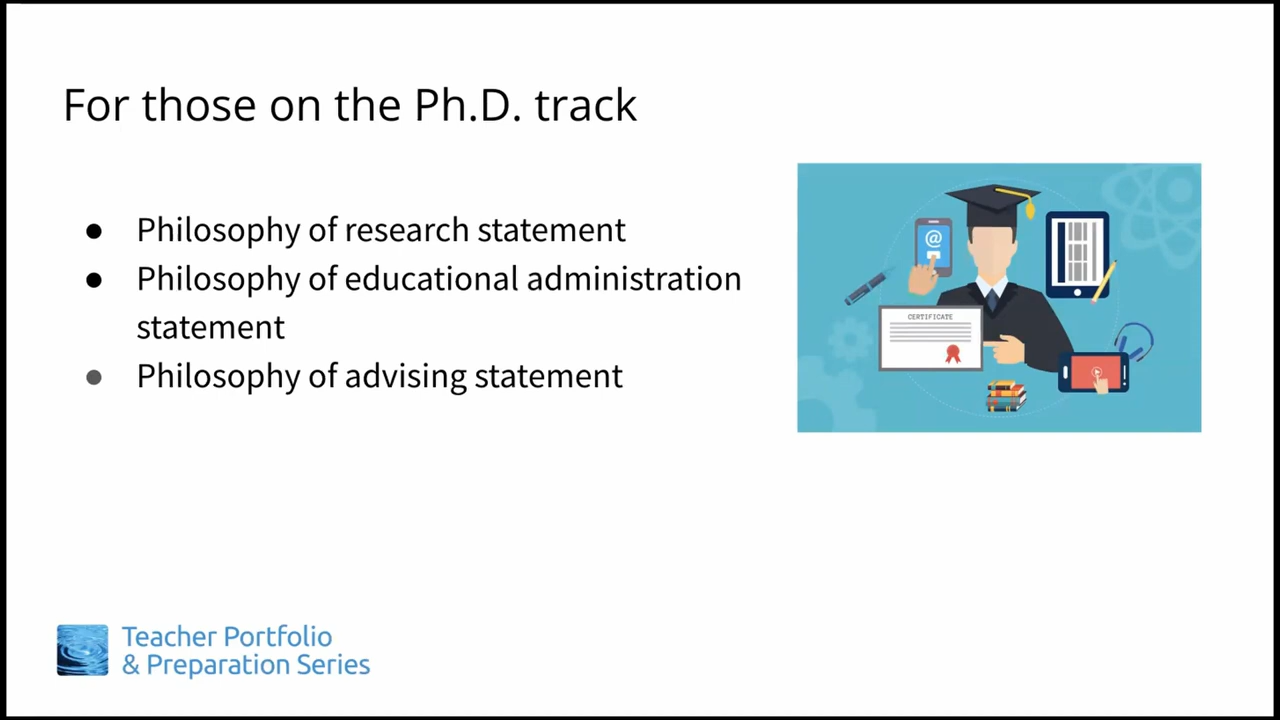 For those on the Ph.D. track
● Philosophy of research statement
● Philosophy of educational administration
statement
● Philosophy of advising statement
@
CERTIFICATE
Teacher Portfolio
& Preparation Series